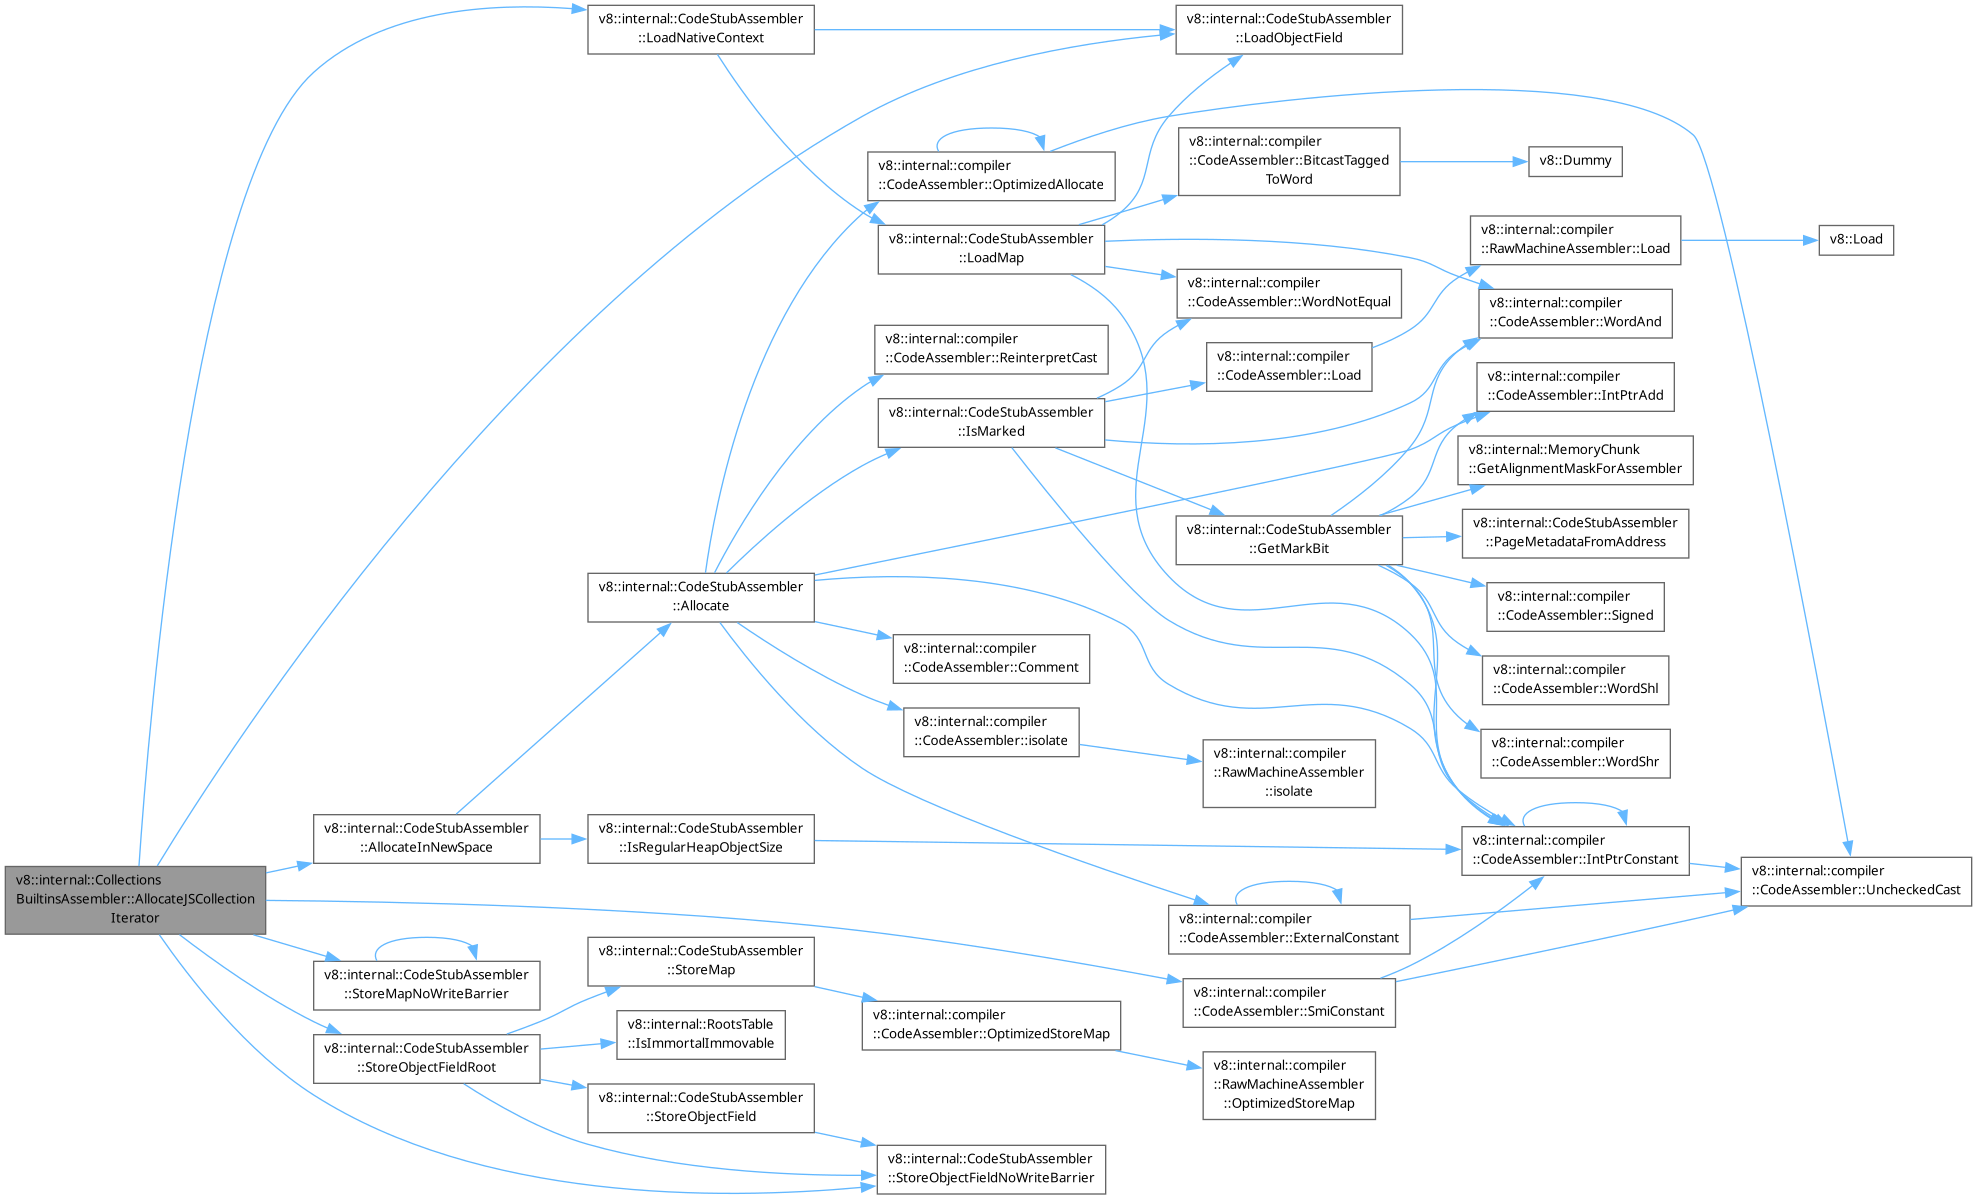 v8::internal::CodeStubAssembler
::LoadNativeContext
v8::internal::CodeStubAssembler
::LoadObjectField
v8::internal::compiler
::CodeAssembler::OptimizedAllocate
v8::internal::compiler
::CodeAssembler::BitcastTagged
ToWord
v8::Dummy
v8::internal::CodeStubAssembler
::LoadMap
v8::internal::compiler
::RawMachineAssembler::Load
v8::Load
v8::internal::compiler
::CodeAssembler::WordNotEqual
v8::internal::compiler
::CodeAssembler::WordAnd
v8::internal::compiler
::CodeAssembler::ReinterpretCast
v8::internal::compiler
::CodeAssembler::Load
v8::internal::compiler
::CodeAssembler::IntPtrAdd
v8::internal::CodeStubAssembler
::IsMarked
v8::internal::MemoryChunk
::GetAlignmentMaskForAssembler
v8::internal::CodeStubAssembler
::GetMarkBit
v8::internal::CodeStubAssembler
::PageMetadataFromAddress
v8::internal::CodeStubAssembler
::Allocate
v8::internal::compiler
::CodeAssembler::Signed
v8::internal::compiler
::CodeAssembler::Comment
v8::internal::compiler
::CodeAssembler::WordShl
v8::internal::compiler
::CodeAssembler::isolate
v8::internal::compiler
::RawMachineAssembler
::isolate
v8::internal::compiler
::CodeAssembler::WordShr
v8::internal::CodeStubAssembler
::AllocateInNewSpace
v8::internal::CodeStubAssembler
::IsRegularHeapObjectSize
v8::internal::compiler
::CodeAssembler::IntPtrConstant
v8::internal::compiler
::CodeAssembler::UncheckedCast
v8::internal::Collections
BuiltinsAssembler::AllocateJSCollection
Iterator
v8::internal::compiler
::CodeAssembler::ExternalConstant
v8::internal::CodeStubAssembler
::StoreMapNoWriteBarrier
v8::internal::CodeStubAssembler
::StoreMap
v8::internal::compiler
::CodeAssembler::SmiConstant
v8::internal::compiler
::CodeAssembler::OptimizedStoreMap
v8::internal::RootsTable
::IsImmortalImmovable
v8::internal::CodeStubAssembler
::StoreObjectFieldRoot
v8::internal::compiler
::RawMachineAssembler
::OptimizedStoreMap
v8::internal::CodeStubAssembler
::StoreObjectField
v8::internal::CodeStubAssembler
::StoreObjectFieldNoWriteBarrier